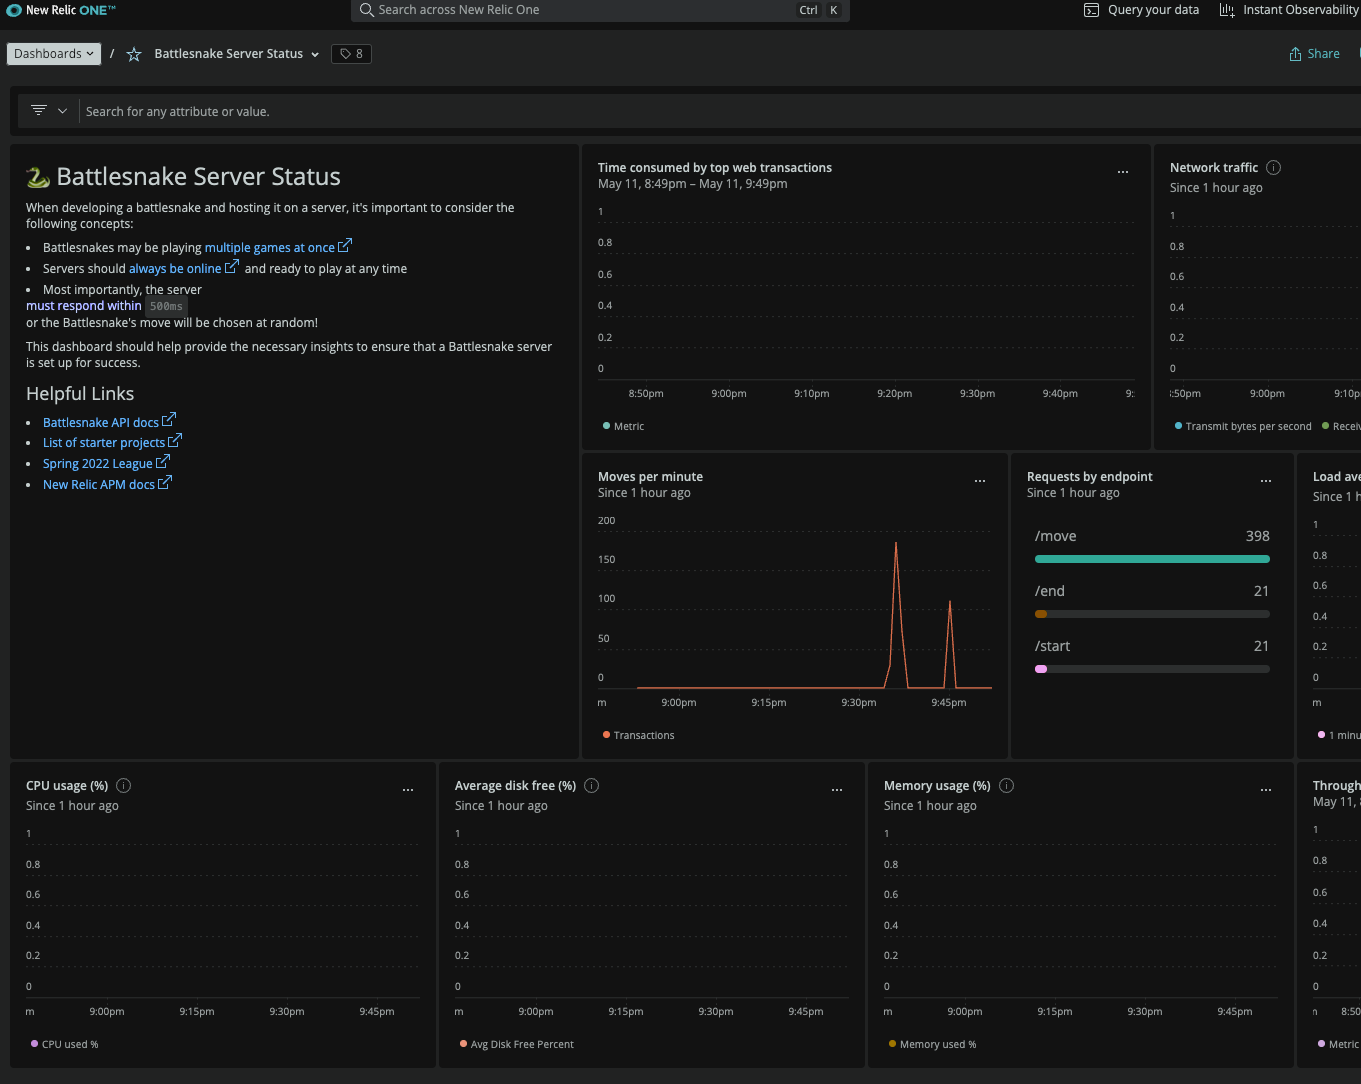 New Relic ONE™
Search across New Relic One
Ctrl K
Query your data
Instant Observability
Dashboards
/
Battlesnake Server Status
8
Share
Search for any attribute or value.
Battlesnake Server Status
When developing a battlesnake and hosting it on a server, it's important to consider the
following concepts:
• Battlesnakes may be playing multiple games at once
• Servers should always be online and ready to play at any time
• Most importantly, the server
must respond within 500ms
or the Battlesnake's move will be chosen at random!
This dashboard should help provide the necessary insights to ensure that a Battlesnake server
is set up for success.
Helpful Links
• Battlesnake API docs
• List of starter projects
• Spring 2022 League
• New Relic APM docs
Time consumed by top web transactions
...
May 11, 8:49pm – May 11, 9:49pm
1
0.8
0.6
0.4
0.2
0
8:50pm 9:00pm 9:10pm 9:20pm 9:30pm 9:40pm 9:
Metric
Network traffic
Since 1 hour ago
1
0.8
0.6
0.4
0.2
0
:50pm 9:00pm 9:10p
Transmit bytes per second Recei
Moves per minute
...
Since 1 hour ago
200
150
100
50
0
m 9:00pm 9:15pm 9:30pm 9:45pm
Transactions
Requests by endpoint
...
Since 1 hour ago
/move 398
/end 21
/start 21
Load ave
Since 1 h
1
0.8
0.6
0.4
0.2
0
m
1 minu
CPU usage (%)
...
Since 1 hour ago
1
0.8
0.6
0.4
0.2
0
m 9:00pm 9:15pm 9:30pm 9:45pm
CPU used %
Average disk free (%)
...
Since 1 hour ago
1
0.8
0.6
0.4
0.2
0
m 9:00pm 9:15pm 9:30pm 9:45pm
Avg Disk Free Percent
Memory usage (%)
...
Since 1 hour ago
1
0.8
0.6
0.4
0.2
0
m 9:00pm 9:15pm 9:30pm 9:45pm
Memory used %
Through
May 11,
1
0.8
0.6
0.4
0.2
0
8:50
Metric